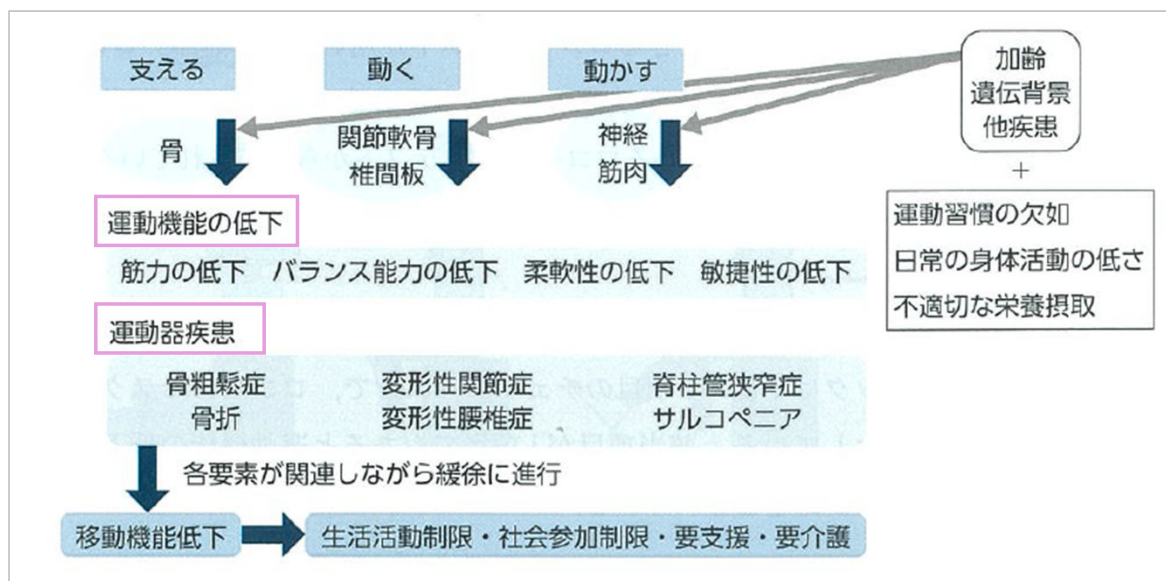 支える
動く
動かす
加齢
遺伝背景
他疾患
骨
関節軟骨
椎間板
神経
筋肉
+
運動習慣の欠如
日常の身体活動の低さ
不適切な栄養摂取
運動機能の低下
筋力の低下 バランス能力の低下 柔軟性の低下 敏捷性の低下
運動器疾患
骨粗鬆症
骨折
変形性関節症
変形性腰椎症
脊柱管狭窄症
サルコペニア
各要素が関連しながら緩徐に進行
移動機能低下
生活活動制限・社会参加制限・要支援・要介護